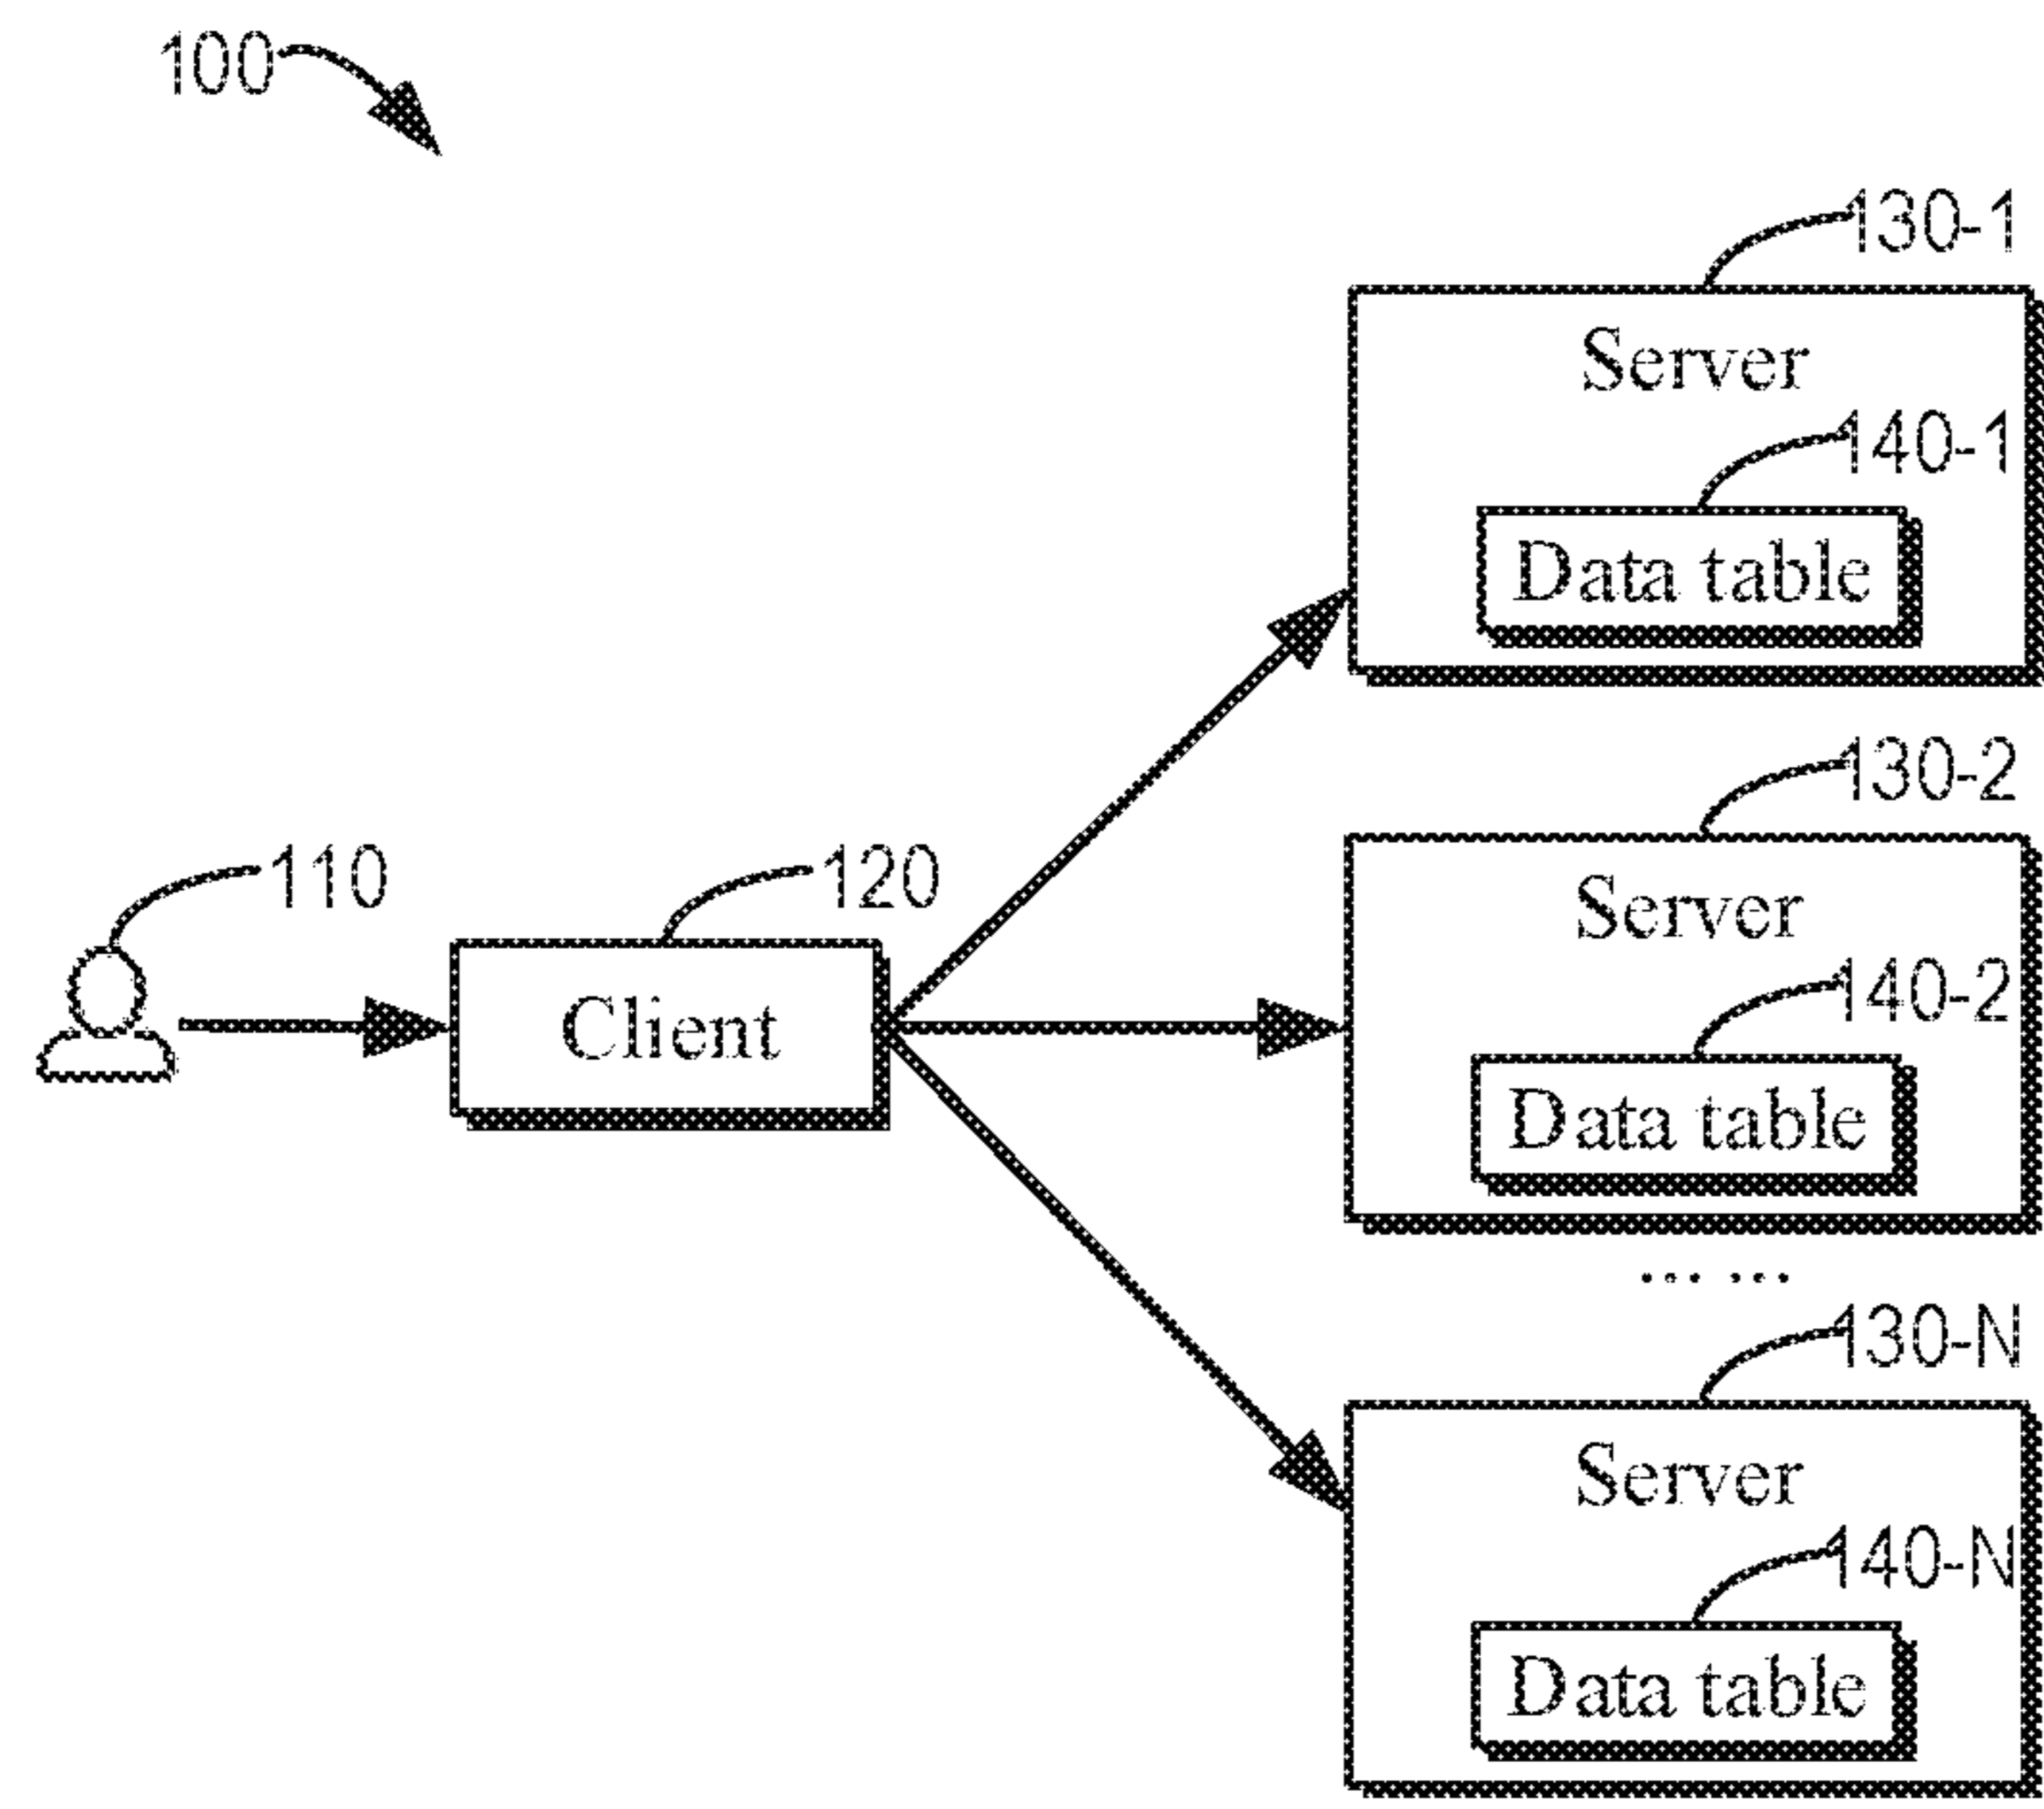 100
130-1
Server
140-1
Data table
130-2
110
120
Server
140-2
Client
Data table
... ...
130-N
Server
140-N
Data table